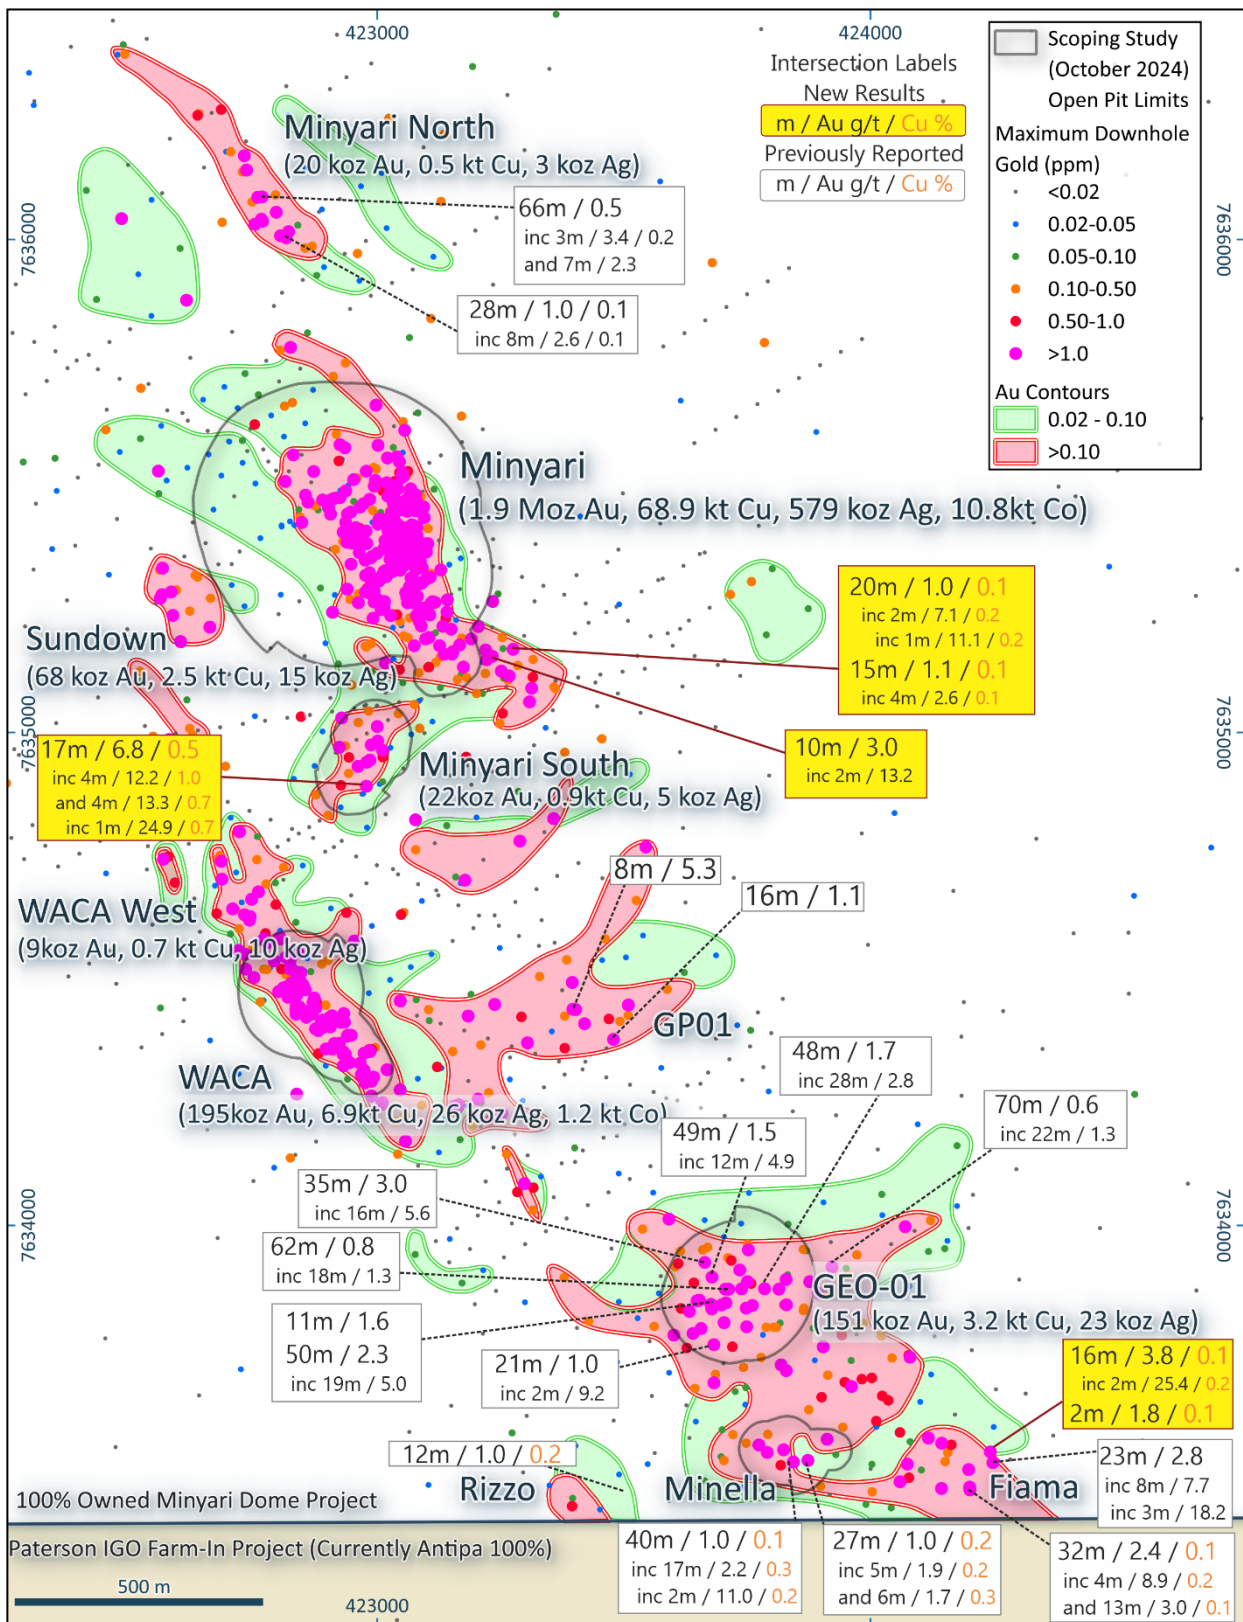 423000
424000
Intersection Labels
New Results
m / Au g/t / Cu %
Previously Reported
m / Au g/t / Cu %
Scoping Study
(October 2024)
Open Pit Limits
Maximum Downhole
Gold (ppm)
<0.02
0.02-0.05
0.05-0.10
0.10-0.50
0.50-1.0
>1.0
Au Contours
0.02 - 0.10
>0.10
Minyari North
(20 koz Au, 0.5 kt Cu, 3 koz Ag)
66m / 0.5
inc 3m / 3.4 / 0.2
and 7m / 2.3
7636000
7636000
28m / 1.0 / 0.1
inc 8m / 2.6 / 0.1
Minyari
(1.9 Moz Au, 68.9 kt Cu, 579 koz Ag, 10.8kt Co)
20m / 1.0 / 0.1
inc 2m / 7.1 / 0.2
inc 1m / 11.1 / 0.2
15m / 1.1 / 0.1
inc 4m / 2.6 / 0.1
Sundown
(68 koz Au, 2.5 kt Cu, 15 koz Ag)
7635000
7635000
17m / 6.8 / 0.5
inc 4m / 12.2 / 1.0
and 4m / 13.3 / 0.7
inc 1m / 24.9 / 0.7
10m / 3.0
inc 2m / 13.2
Minyari South
(22koz Au, 0.9kt Cu, 5 koz Ag)
8m / 5.3
16m / 1.1
WACA West
(9koz Au, 0.7 kt Cu, 10 koz Ag)
GP01
WACA
(195koz Au, 6.9kt Cu, 26 koz Ag, 1.2 kt Co)
48m / 1.7
inc 28m / 2.8
70m / 0.6
inc 22m / 1.3
49m / 1.5
inc 12m / 4.9
35m / 3.0
inc 16m / 5.6
7634000
7634000
62m / 0.8
inc 18m / 1.3
GEO-01
(151 koz Au, 3.2 kt Cu, 23 koz Ag)
11m / 1.6
50m / 2.3
inc 19m / 5.0
21m / 1.0
inc 2m / 9.2
16m / 3.8 / 0.1
inc 2m / 25.4 / 0.2
2m / 1.8 / 0.1
12m / 1.0 / 0.2
23m / 2.8
inc 8m / 7.7
inc 3m / 18.2
Rizzo
Minella
Fiama
100% Owned Minyari Dome Project
40m / 1.0 / 0.1
inc 17m / 2.2 / 0.3
inc 2m / 11.0 / 0.2
27m / 1.0 / 0.2
inc 5m / 1.9 / 0.2
and 6m / 1.7 / 0.3
32m / 2.4 / 0.1
inc 4m / 8.9 / 0.2
and 13m / 3.0 / 0.1
Paterson IGO Farm-In Project (Currently Antipa 100%)
500 m
423000